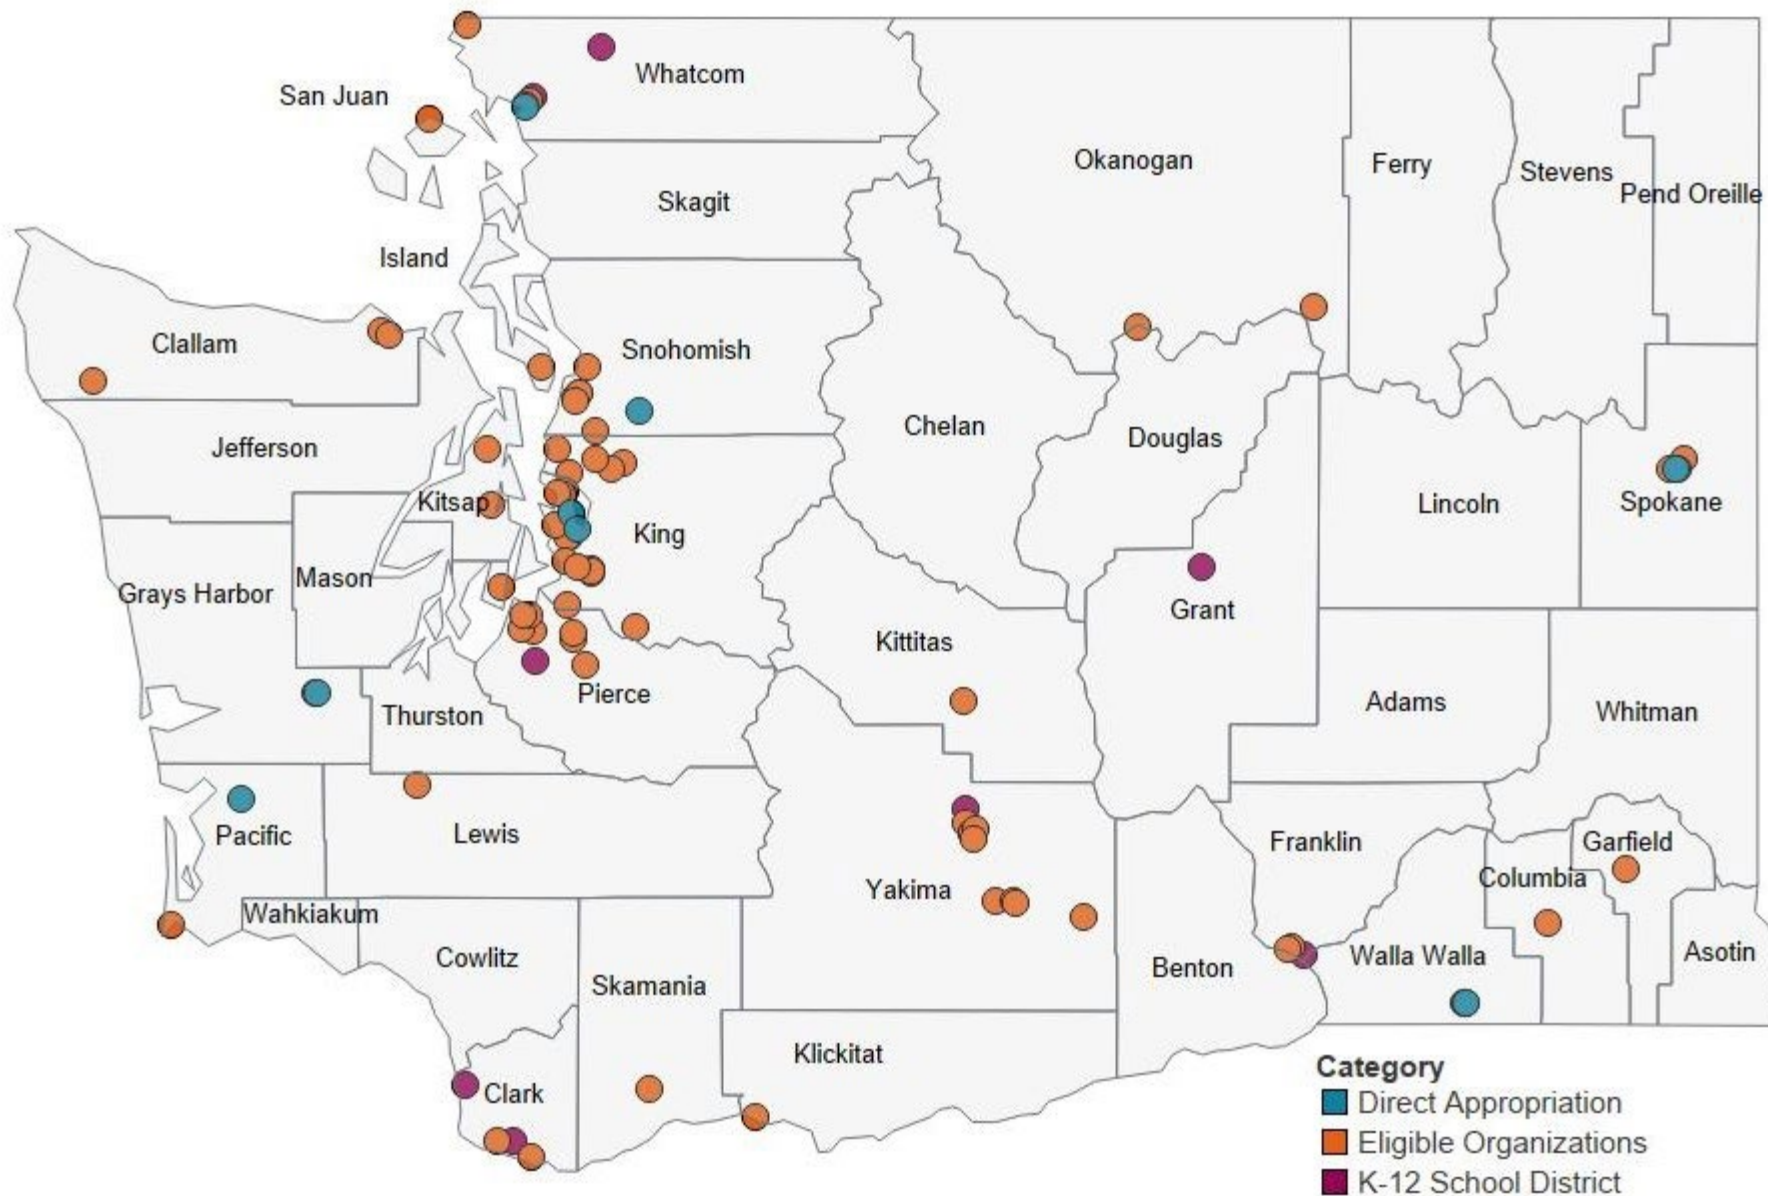 Whatcom
San Juan
Okanogan
Ferry
Stevens
Pend Oreille
Skagit
Island
Clallam
Snohomish
Chelan
Douglas
Jefferson
Kitsap
King
Lincoln
Spokane
Mason
Grays Harbor
Grant
Kittitas
Pierce
Thurston
Adams
Whitman
Pacific
Lewis
Yakima
Franklin
Garfield
Columbia
Wahkiakum
Cowlitz
Skamania
Benton
Walla Walla
Asotin
Klickitat
Clark
Category
Direct Appropriation
Eligible Organizations
K-12 School District